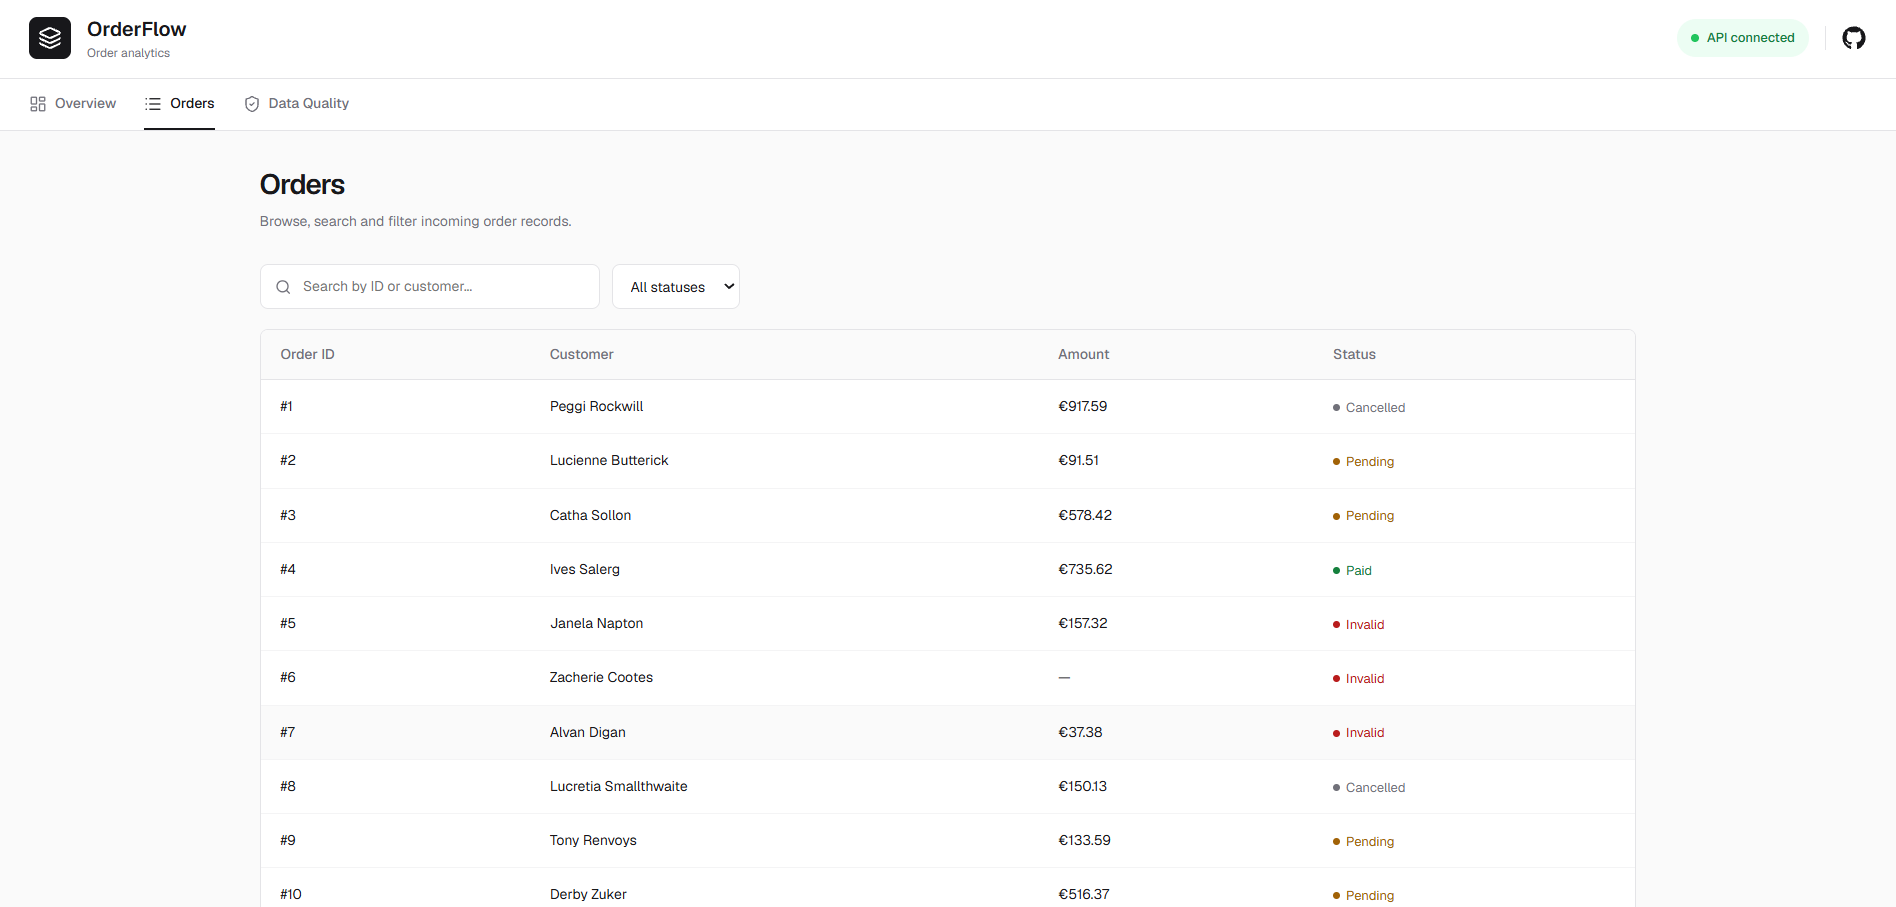 OrderFlow
Order analytics
API connected
Overview Orders Data Quality
Orders
Browse, search and filter incoming order records.
Search by ID or customer... All statuses
Order ID Customer Amount Status
#1 Peggi Rockwill €917.59 Cancelled
#2 Lucienne Butterick €91.51 Pending
#3 Catha Sollon €578.42 Pending
#4 Ives Salerg €735.62 Paid
#5 Janela Napton €157.32 Invalid
#6 Zacherie Cootes — Invalid
#7 Alvan Digan €37.38 Invalid
#8 Lucretia Smallthwaite €150.13 Cancelled
#9 Tony Renvoys €133.59 Pending
#10 Derby Zuker €516.37 Pending